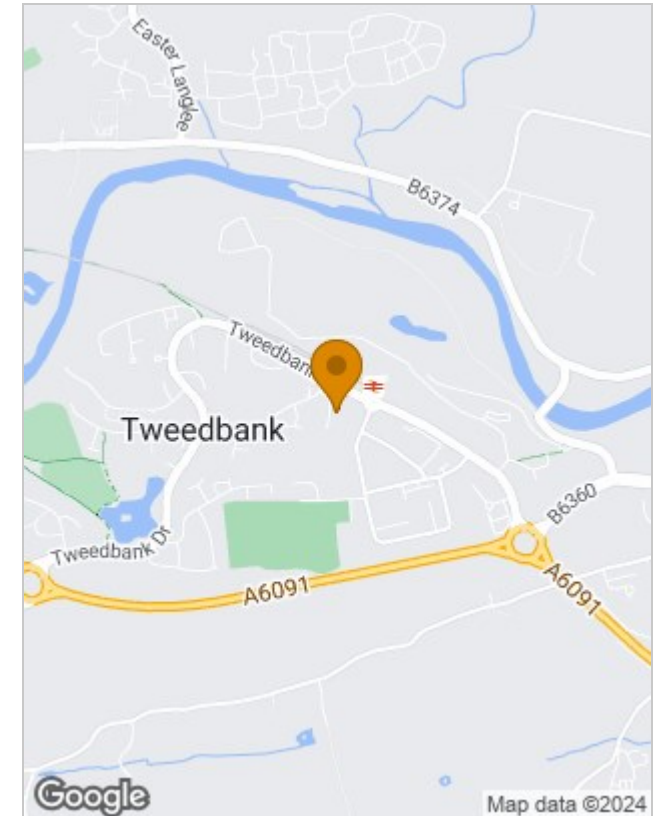 Easter Langlee
B6374
Tweedbank
Tweedbank
Tweedbank Dr
B6360
A6091
A6091
Google
Map data ©2024